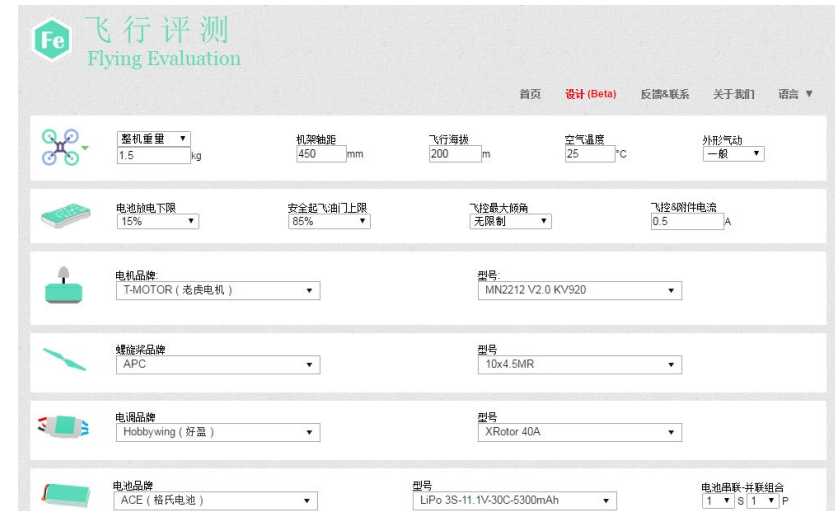 Fe
飞行评测
Flying Evaluation
首页 设计 (Beta) 反馈&联系 关于我们 语言 ▼
整机重量 ▼ 机架轴距 飞行海拔 空气温度 外形气动
1.5 kg 450 mm 200 m 25 °C 一般 ▼
电池放电下限 安全起飞油门上限 飞控最大倾角 飞控&附件电流
15% ▼ 85% ▼ 无限制 ▼ 0.5 A
电机品牌: 型号:
T-MOTOR ( 老虎电机 ) ▼ MN2212 V2.0 KV920 ▼
螺旋桨品牌 型号
APC ▼ 10x4.5MR ▼
电调品牌 型号
Hobbywing ( 好盈 ) ▼ XRotor 40A ▼
电池品牌 型号 电池串联-并联组合
ACE ( 格氏电池 ) ▼ LiPo 3S-11.1V-30C-5300mAh ▼ 1 ▼ S 1 ▼ P